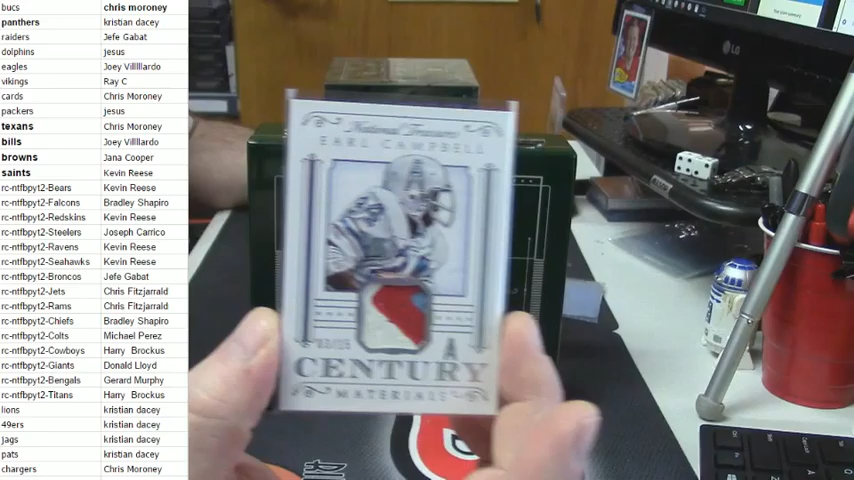 bucs chris moroney
panthers kristian dacey
raiders Jefe Gabat
dolphins jesus
eagles Joey Villlllardo
vikings Ray C
cards Chris Moroney
packers jesus
texans Chris Moroney
bills Joey Villlllardo
browns Jana Cooper
saints Kevin Reese
rc-ntfbpyt2-Bears Kevin Reese
rc-ntfbpyt2-Falcons Bradley Shapiro
rc-ntfbpyt2-Redskins Kevin Reese
rc-ntfbpyt2-Steelers Joseph Carrico
rc-ntfbpyt2-Ravens Kevin Reese
rc-ntfbpyt2-Seahawks Kevin Reese
rc-ntfbpyt2-Broncos Jefe Gabat
rc-ntfbpyt2-Jets Chris Fitzjarrald
rc-ntfbpyt2-Rams Chris Fitzjarrald
rc-ntfbpyt2-Chiefs Bradley Shapiro
rc-ntfbpyt2-Colts Michael Perez
rc-ntfbpyt2-Cowboys Harry Brockus
rc-ntfbpyt2-Giants Donald Lloyd
rc-ntfbpyt2-Bengals Gerard Murphy
rc-ntfbpyt2-Titans Harry Brockus
lions kristian dacey
49ers kristian dacey
jags kristian dacey
pats kristian dacey
chargers Chris Moroney
National Treasures
EARL CAMPBELL
CENTURY
MATERIALS
LG